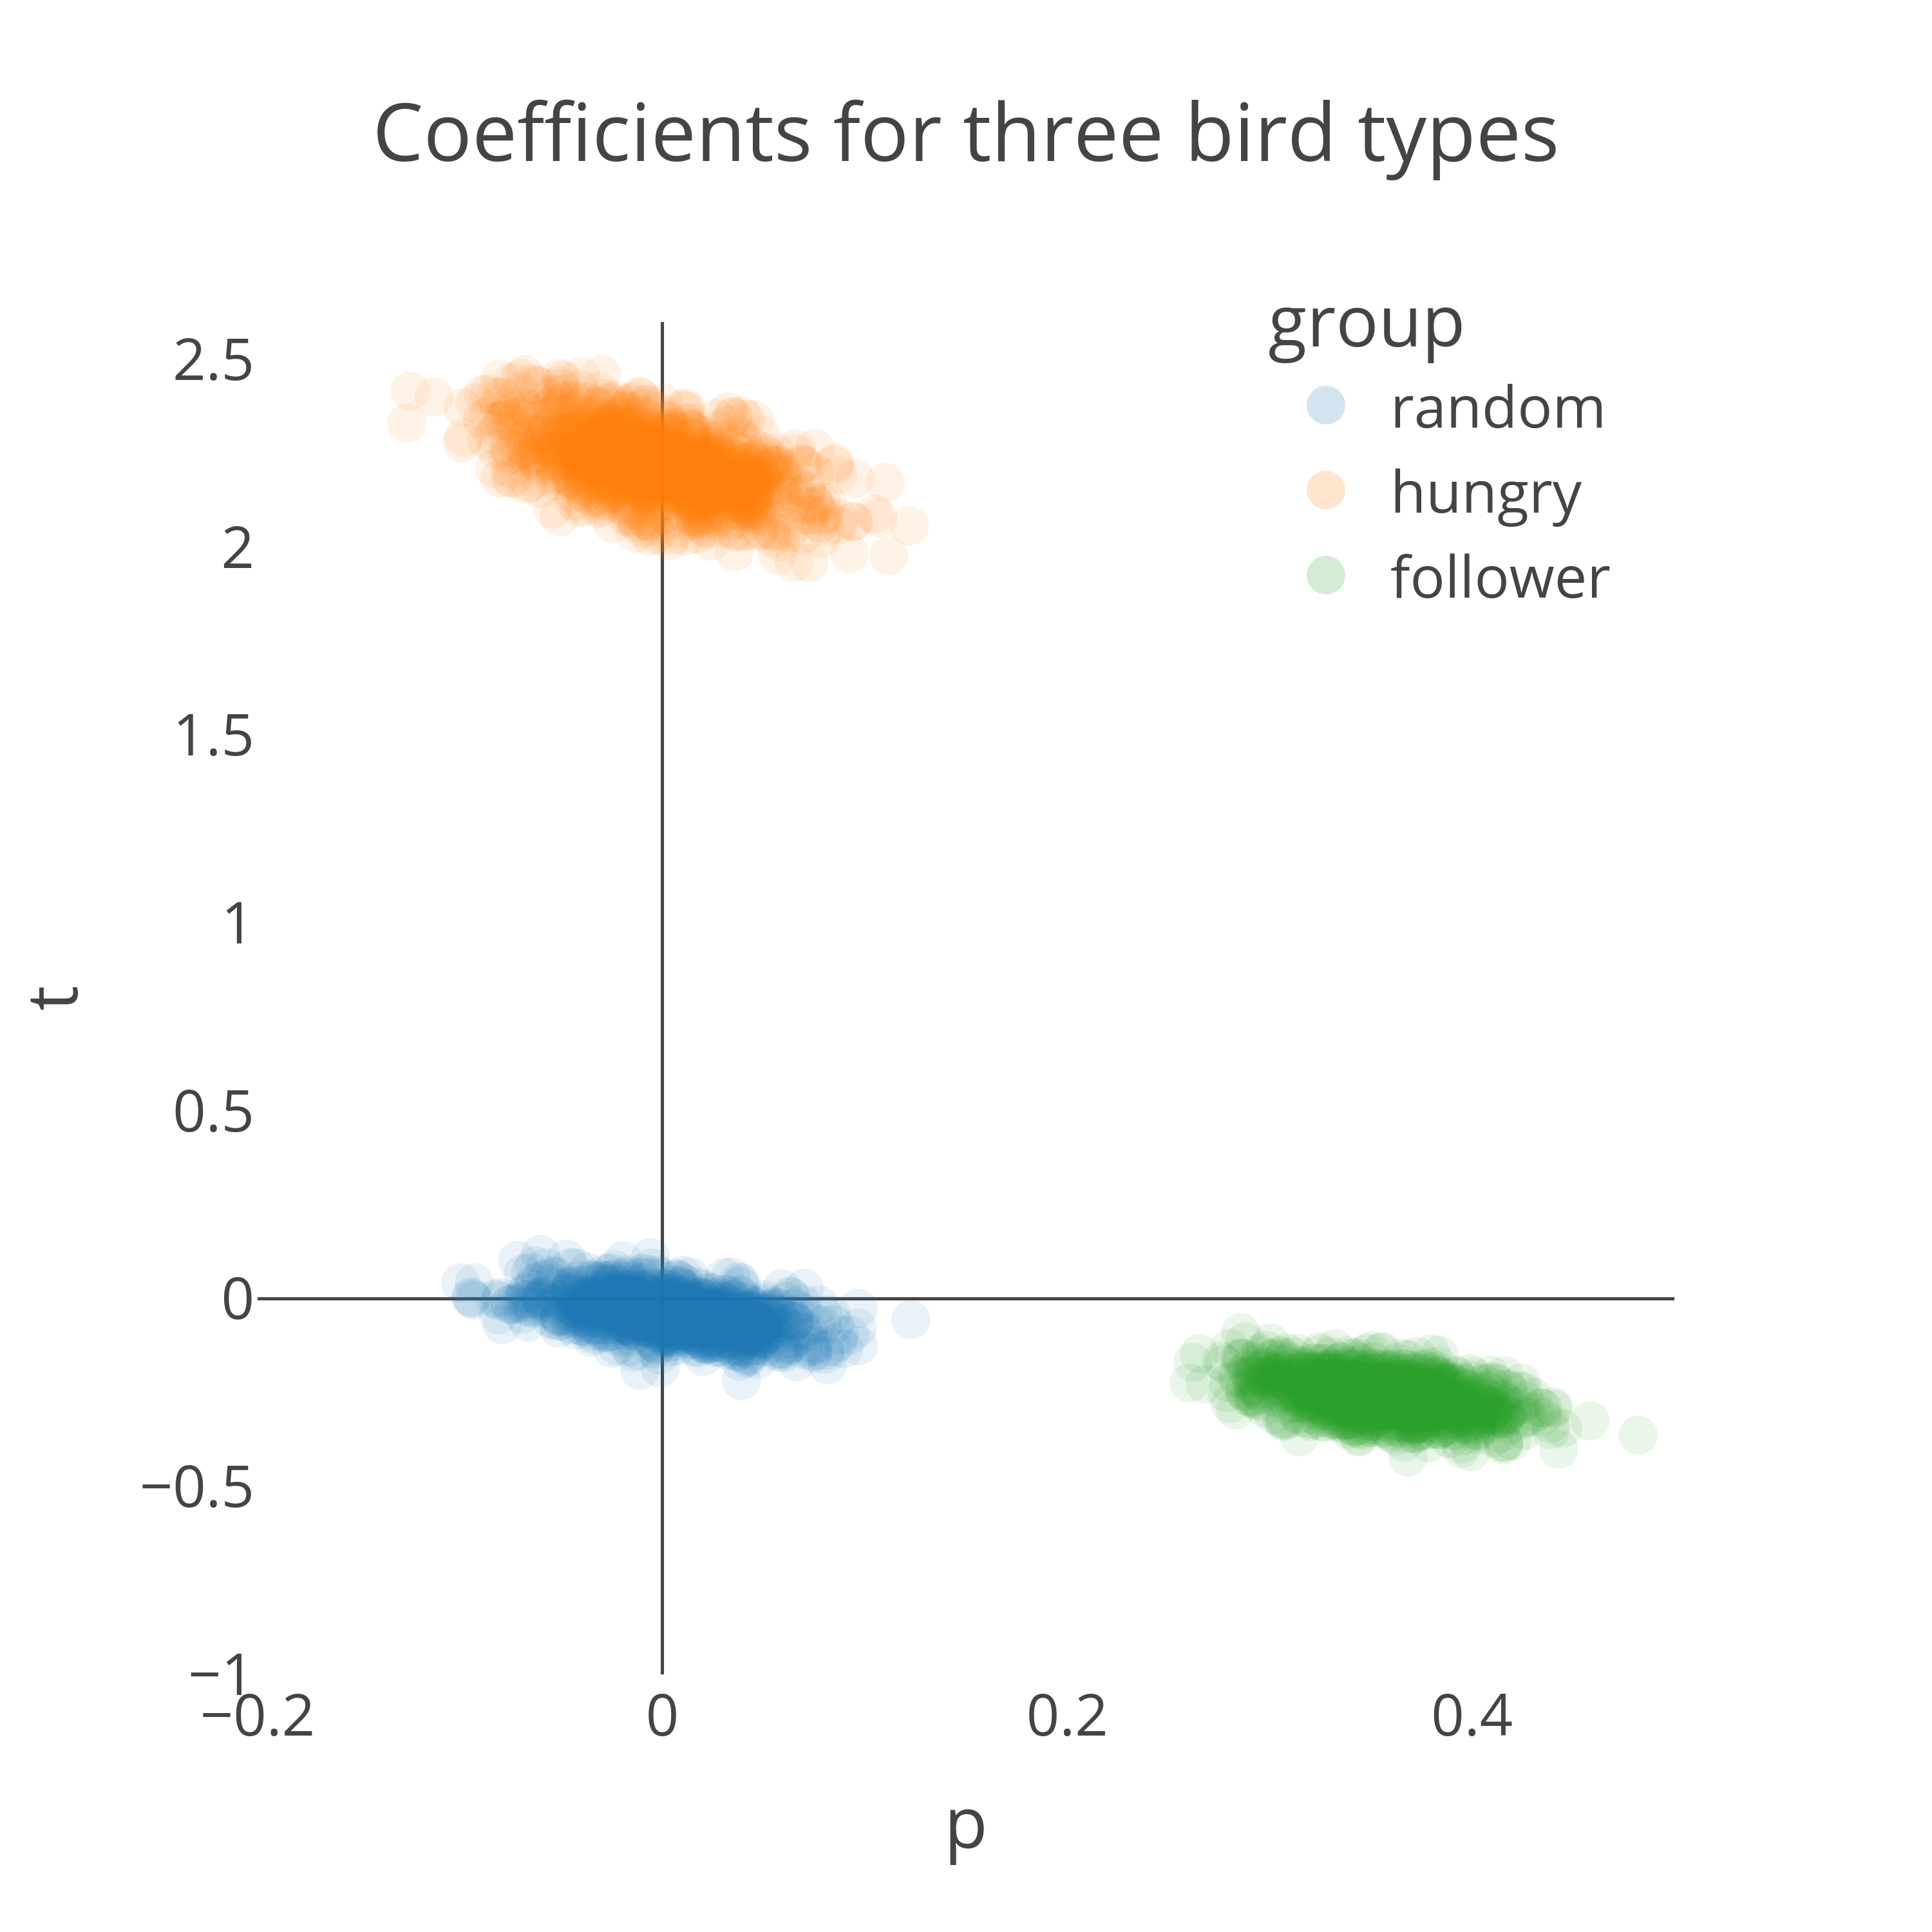 Coefficients for three bird types
group
random
hungry
follower
2.5
2
1.5
1
0.5
0
−0.5
−1
t
−0.2
0
0.2
0.4
p